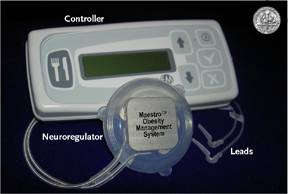 Controller
Maestro™
Obesity
Management
System
Neuroregulator
Leads